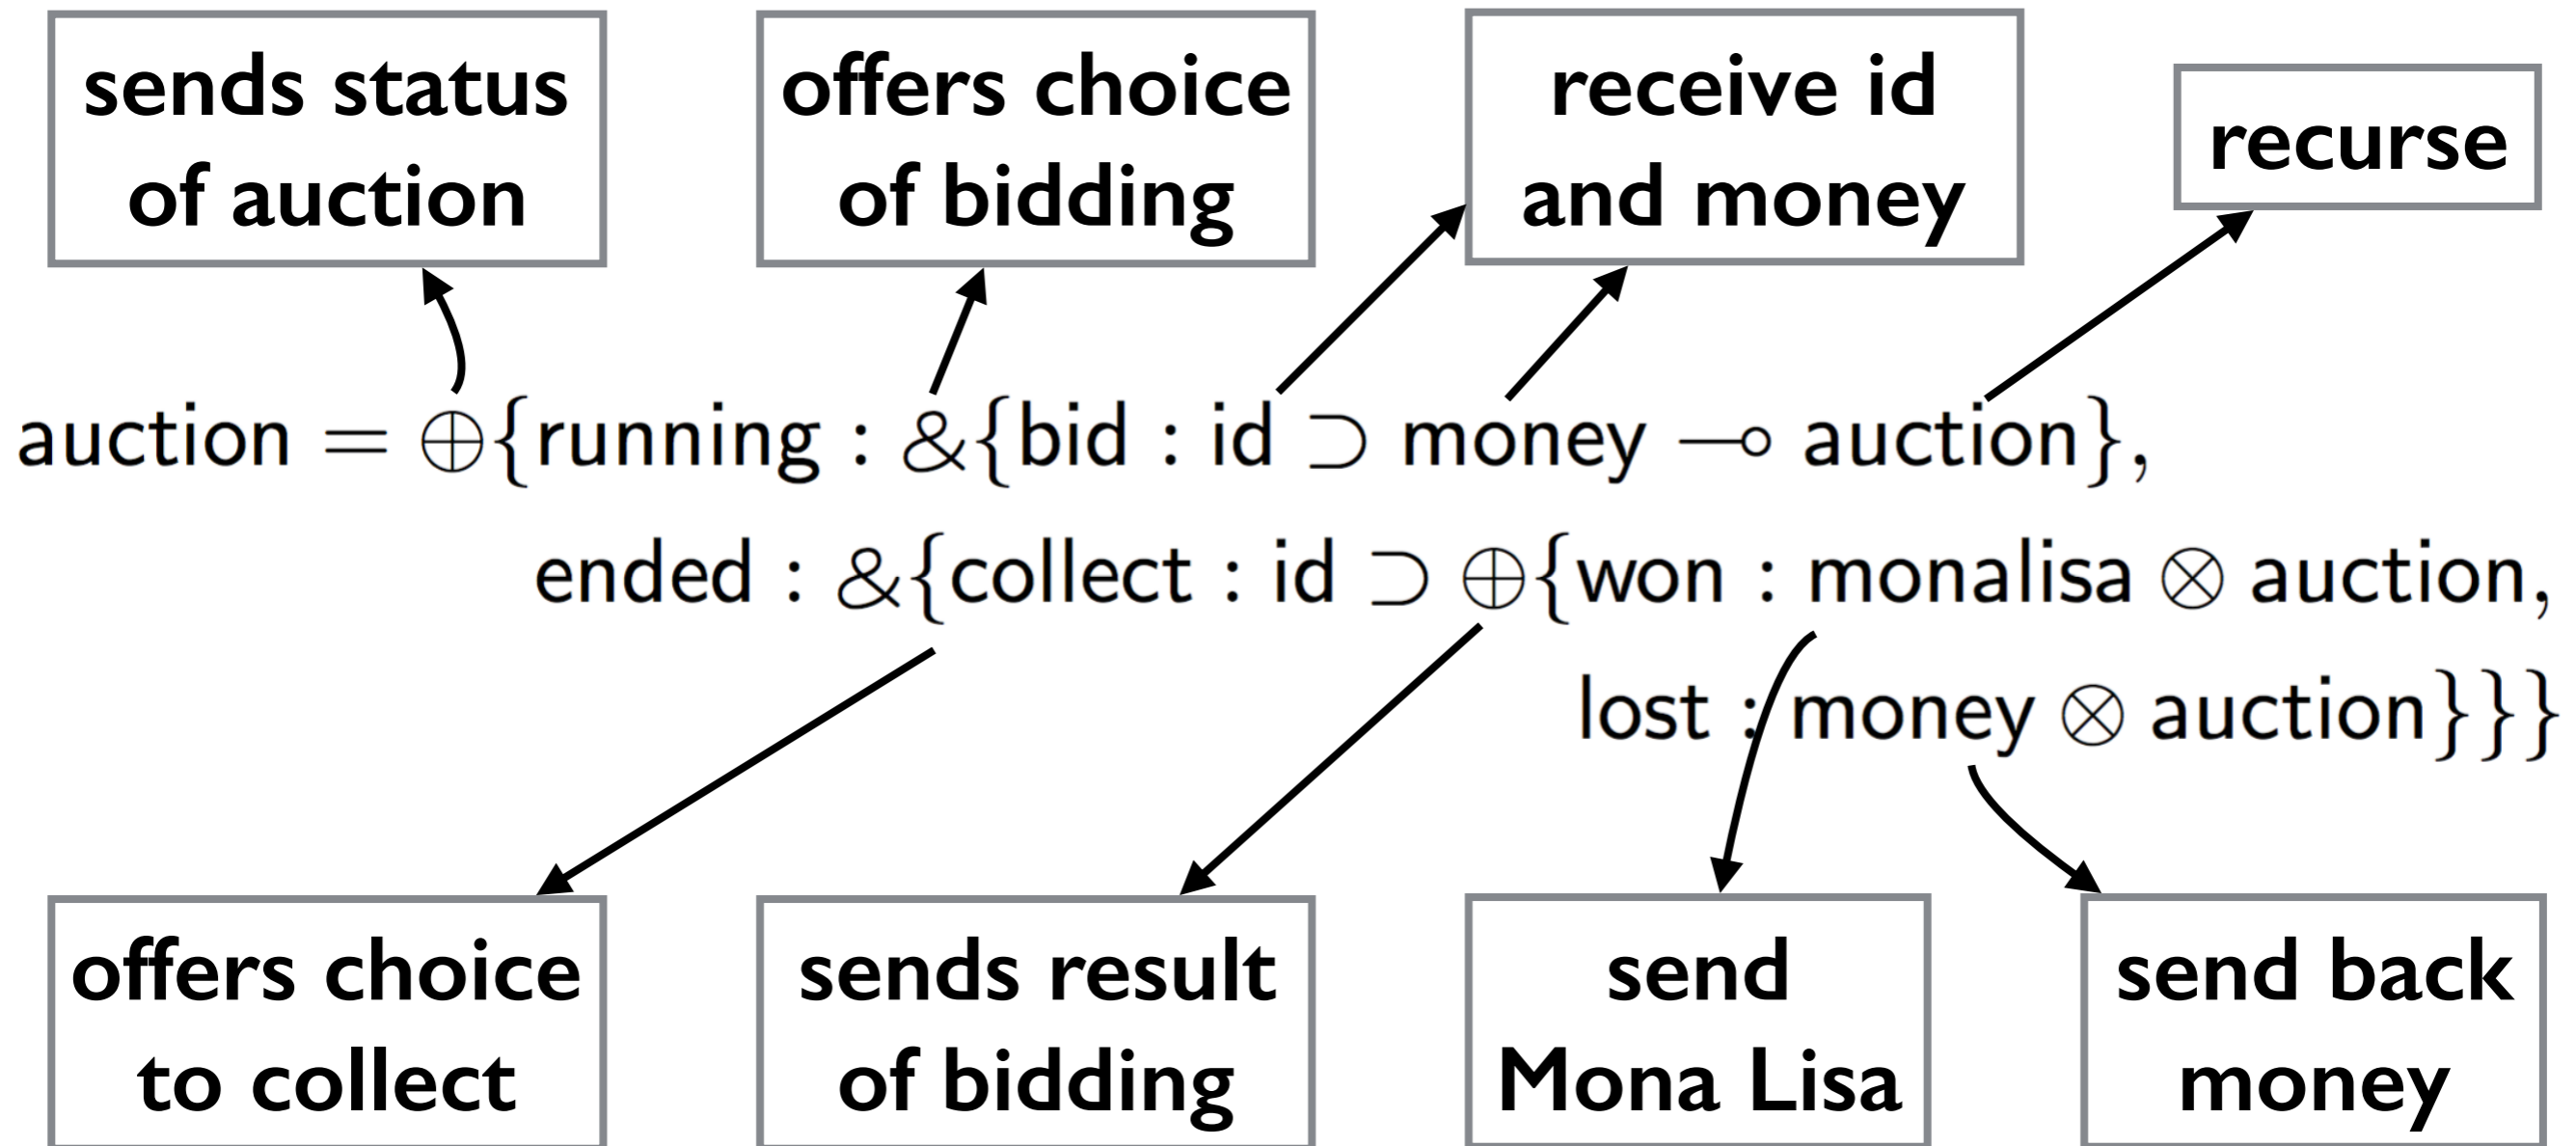 sends status
of auction
offers choice
of bidding
receive id
and money
recurse
auction = ⊕{running : &{bid : id ⊃ money ⊸ auction},
ended : &{collect : id ⊃ ⊕{won : monalisa ⊗ auction,
lost : money ⊗ auction}}}
offers choice
to collect
sends result
of bidding
send
Mona Lisa
send back
money